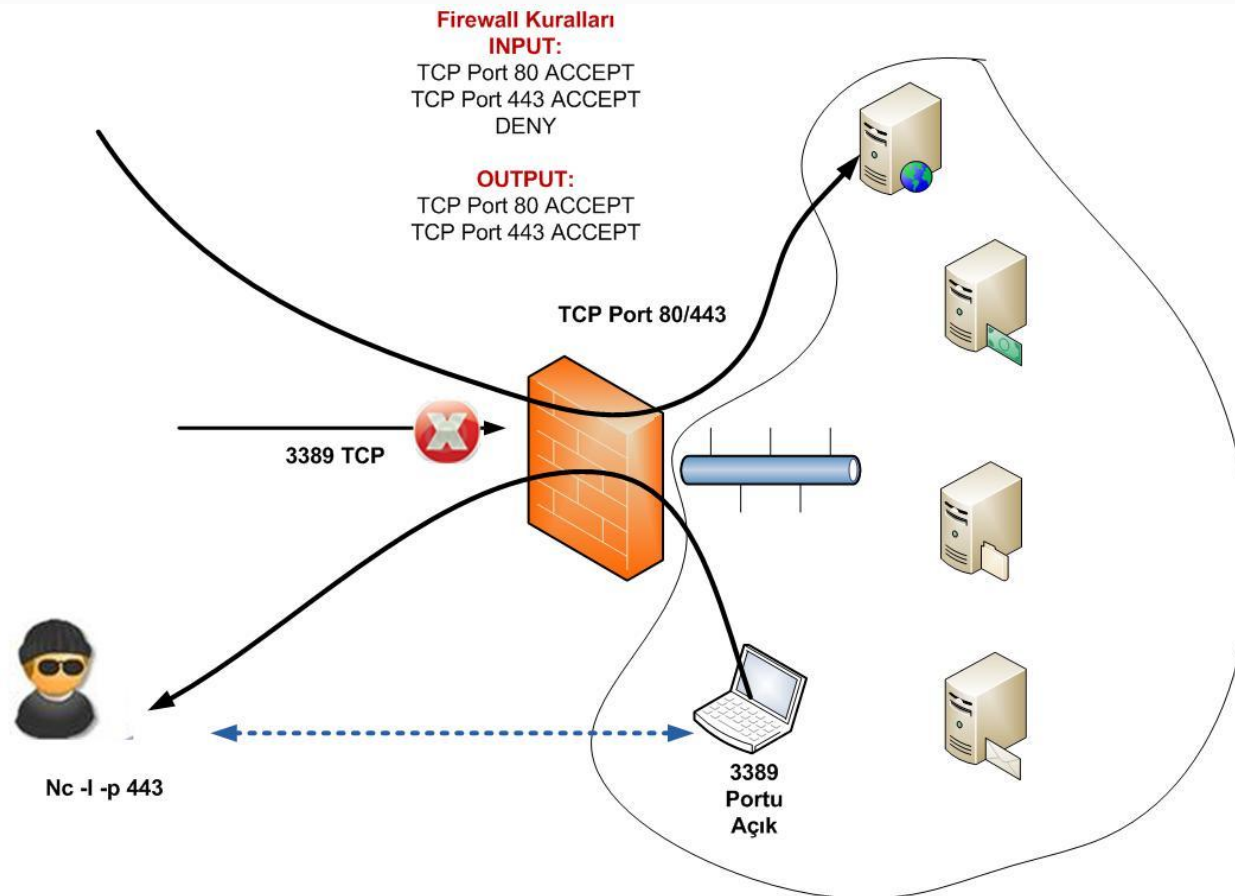 Firewall Kuralları
INPUT:
TCP Port 80 ACCEPT
TCP Port 443 ACCEPT
DENY
OUTPUT:
TCP Port 80 ACCEPT
TCP Port 443 ACCEPT
TCP Port 80/443
3389 TCP
Nc -l -p 443
3389
Portu
Açık